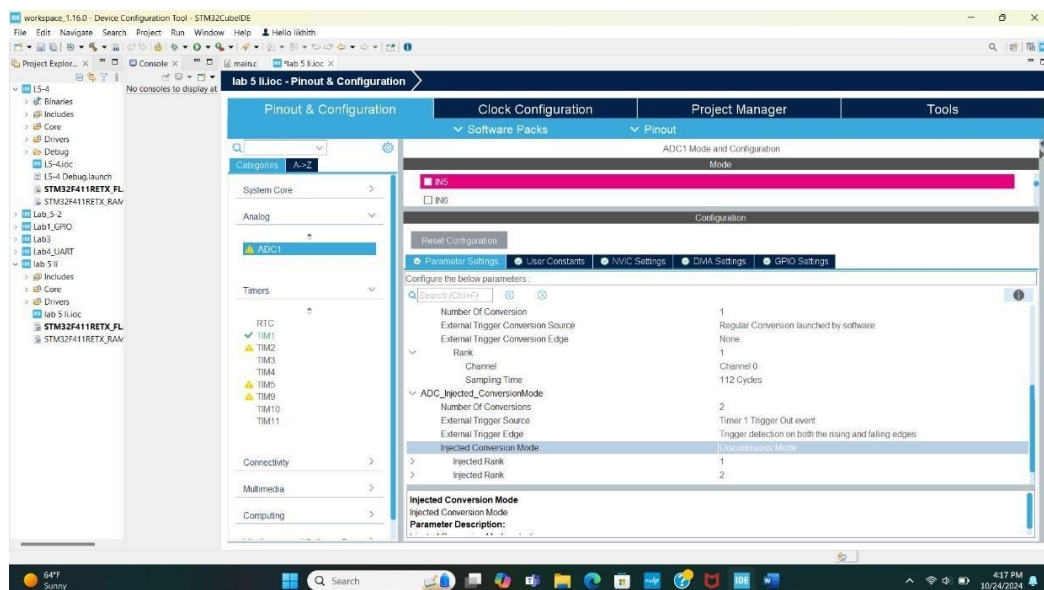 workspace_1.16.0 - Device Configuration Tool - STM32CubeIDE
File Edit Navigate Search Project Run Window Help Hello likhith
Project Explor... Console main.c *lab 5 li.ioc
No consoles to display at
L5-4
Binaries
Includes
Core
Drivers
Debug
L5-4.ioc
L5-4 Debug.launch
STM32F411RETX_FL
STM32F411RETX_RAM
Lab_5-2
Lab1_GPIO
Lab3
Lab4_UART
lab 5 li
Includes
Core
Drivers
lab 5 li.ioc
STM32F411RETX_FL
STM32F411RETX_RAM
lab 5 li.ioc - Pinout & Configuration
Pinout & Configuration Clock Configuration Project Manager Tools
Software Packs Pinout
Categories A->Z
System Core
Analog
ADC1
Timers
RTC
TIM1
TIM2
TIM3
TIM4
TIM5
TIM9
TIM10
TIM11
Connectivity
Multimedia
Computing
ADC1 Mode and Configuration
Mode
IN5
IN6
Configuration
Reset Configuration
Parameter Settings User Constants NVIC Settings DMA Settings GPIO Settings
Configure the below parameters :
Search (Ctrl+F)
Number Of Conversion 1
External Trigger Conversion Source Regular Conversion launched by software
External Trigger Conversion Edge None
Rank 1
Channel Channel 0
Sampling Time 112 Cycles
ADC_Injected_ConversionMode
Number Of Conversions 2
External Trigger Source Timer 1 Trigger Out event
External Trigger Edge Trigger detection on both the rising and falling edges
Injected Conversion Mode Discontinuous Mode
Injected Rank 1
Injected Rank 2
Injected Conversion Mode
Injected Conversion Mode
Parameter Description:
64°F
Sunny
Search
IDE
4:17 PM
10/24/2024